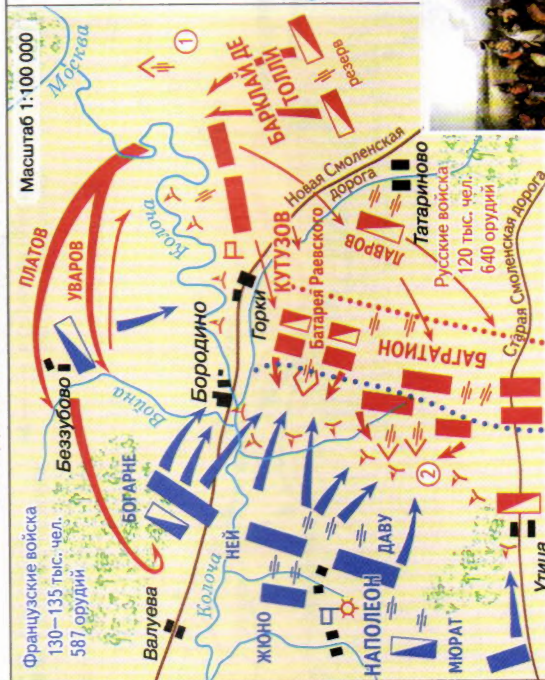 Масштаб 1:100 000
Москва
ПЛАТОВ
УВАРОВ
Колоча
1
БАРКЛАЙ ДЕ
ТОЛЛИ
резерв
Беззубово
Война
Бородино
Горки
Новая Смоленская
дорога
КУТУЗОВ
Батарея Раевского
ЛАВРОВ
Татариново
Русские войска
120 тыс. чел.
640 орудий
Французские войска
130–135 тыс. чел.
587 орудий
БОГАРНЕ
Валуева
Колоча
НЕЙ
ЖЮНО
НАПОЛЕОН
ДАВУ
МЮРАТ
2
БАГРАТИОН
Старая Смоленская дорога
Утица